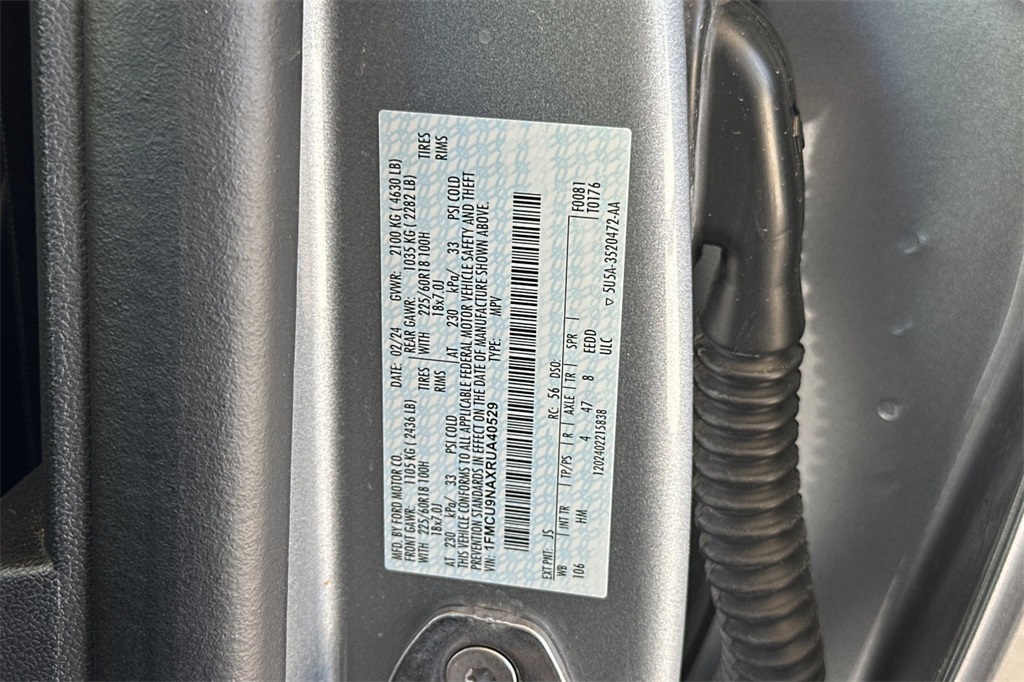 MFD. BY FORD MOTOR CO. DATE: 02/24 GVWR: 2100 KG ( 4630 LB)
FRONT GAWR: 1105 KG ( 2436 LB) REAR GAWR: 1035 KG ( 2282 LB)
WITH 225/60R18 100H TIRES WITH 225/60R18 100H TIRES
18x7.0J RIMS 18x7.0J RIMS
AT 230 kPa/ 33 PSI COLD AT 230 kPa/ 33 PSI COLD
THIS VEHICLE CONFORMS TO ALL APPLICABLE FEDERAL MOTOR VEHICLE SAFETY AND THEFT
PREVENTION STANDARDS IN EFFECT ON THE DATE OF MANUFACTURE SHOWN ABOVE.
VIN: 1FMCU9NAXRUA40529 TYPE: MPV
EXT PNT: JS RC: 56 DSO: F0081
WB INT TR TP/PS R AXLE TR SPR T0176
106 HM 4 47 8 EEDD
1202402215838 ULC ▽ 5U5A-3520472-AA